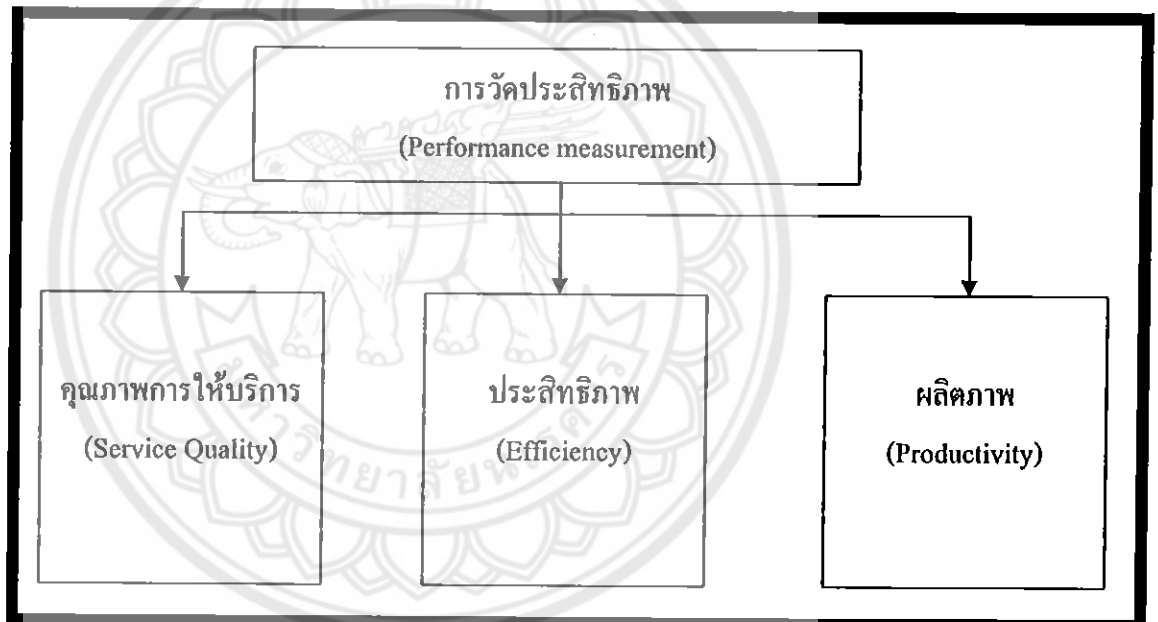 การวัดประสิทธิภาพ
(Performance measurement)
คุณภาพการให้บริการ
(Service Quality)
ประสิทธิภาพ
(Efficiency)
ผลิตภาพ
(Productivity)